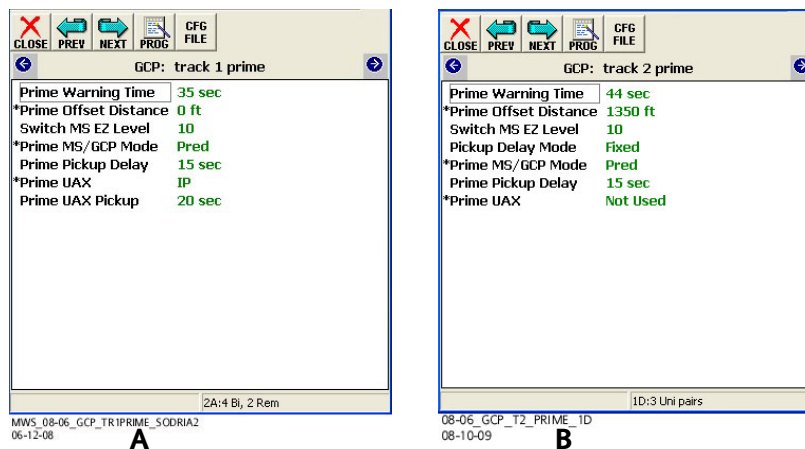 CLOSE PREV NEXT PROG CFG FILE
GCP: track 1 prime
Prime Warning Time 35 sec
*Prime Offset Distance 0 ft
Switch MS EZ Level 10
*Prime MS/GCP Mode Pred
Prime Pickup Delay 15 sec
*Prime UAX IP
Prime UAX Pickup 20 sec
2A:4 Bi, 2 Rem
MWS_08-06_GCP_TR1PRIME_SODRIA2
06-12-08
A
CLOSE PREV NEXT PROG CFG FILE
GCP: track 2 prime
Prime Warning Time 44 sec
*Prime Offset Distance 1350 ft
Switch MS EZ Level 10
Pickup Delay Mode Fixed
*Prime MS/GCP Mode Pred
Prime Pickup Delay 15 sec
*Prime UAX Not Used
1D:3 Uni pairs
08-06_GCP_T2_PRIME_1D
08-10-09
B